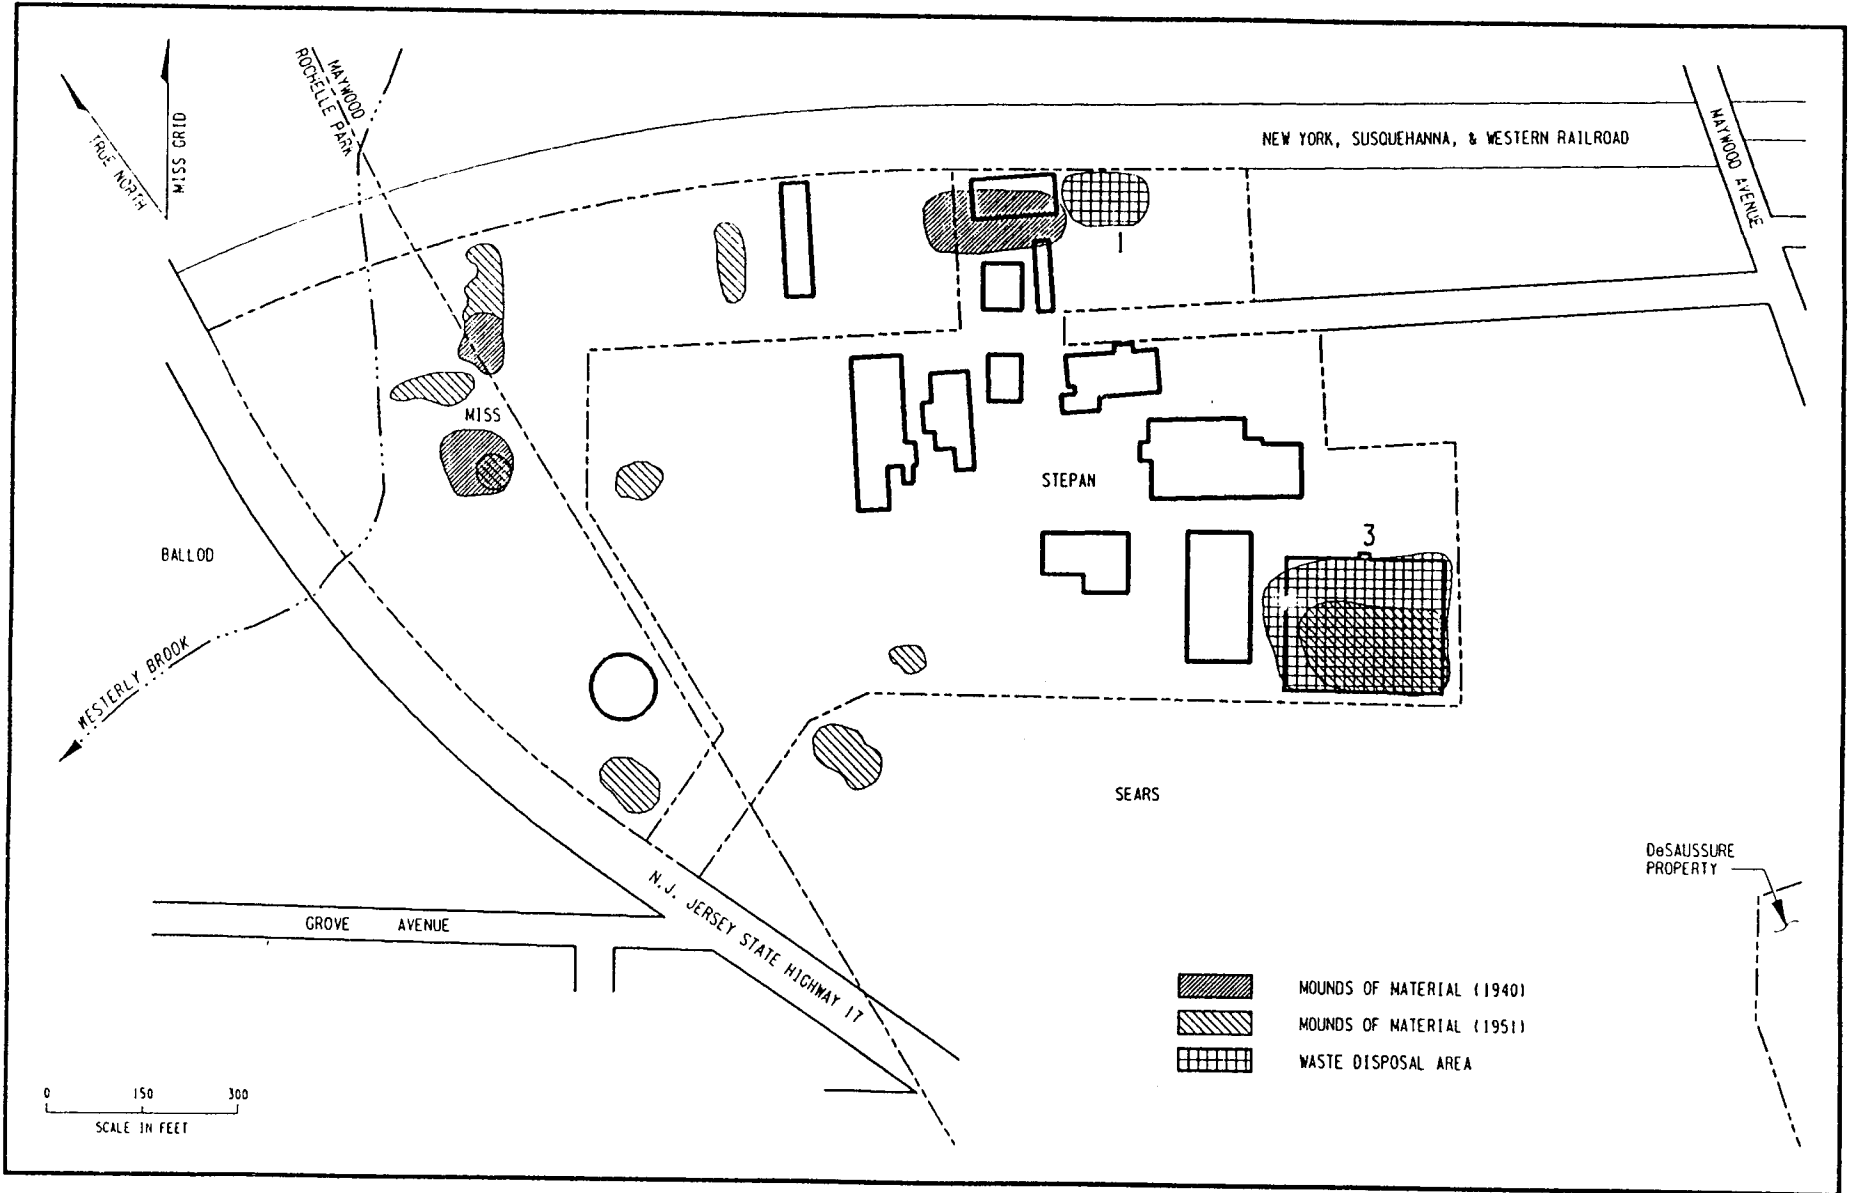 MAYWOOD
ROCHELLE PARK
TRUE NORTH
MISS GRID
NEW YORK, SUSQUEHANNA, & WESTERN RAILROAD
MAYWOOD AVENUE
1
MISS
STEPAN
3
BALLOD
WESTERLY BROOK
SEARS
DeSAUSSURE
PROPERTY
N.J. JERSEY STATE HIGHWAY 17
GROVE AVENUE
MOUNDS OF MATERIAL (1940)
MOUNDS OF MATERIAL (1951)
WASTE DISPOSAL AREA
0 150 300
SCALE IN FEET